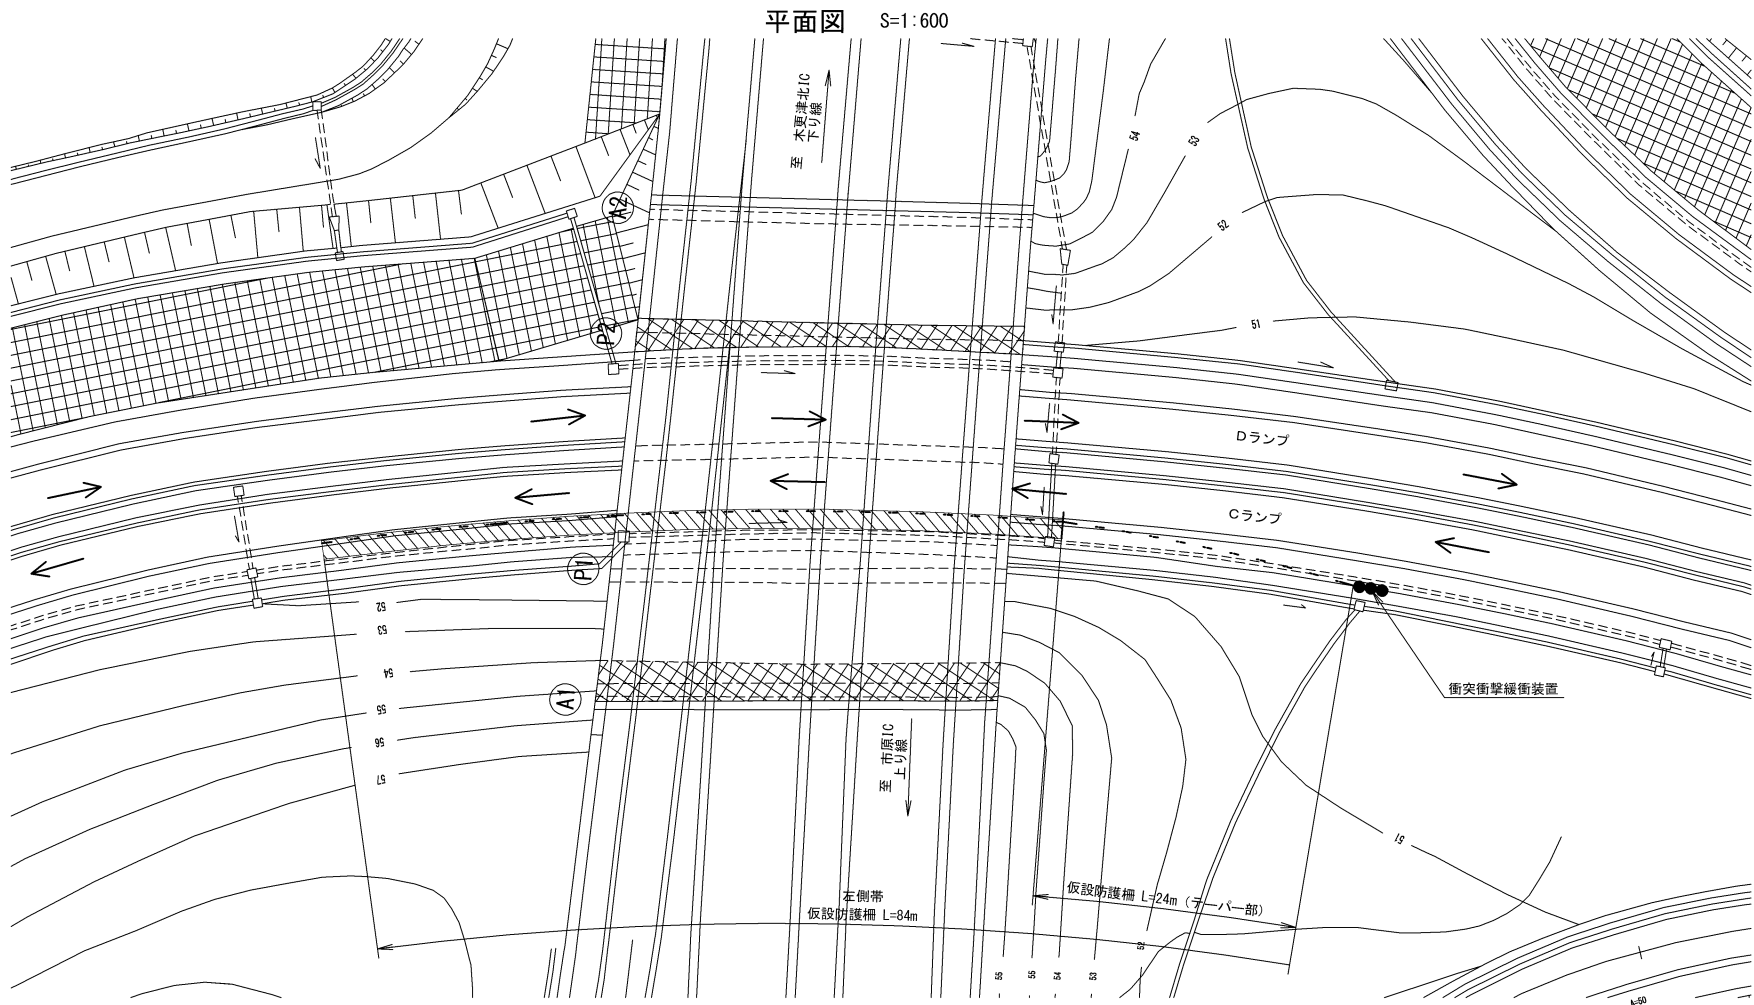 平面図 S=1:600
至 木更津北IC
下り線
54
53
52
51
A2
P2
Dランプ
Cランプ
P1
A1
52
53
54
55
56
57
衝突衝撃緩衝装置
至 市原IC
上り線
51
左側帯
仮設防護柵 L=84m
仮設防護柵 L=24m（テーパー部）
52
55
55
54
53
A=60